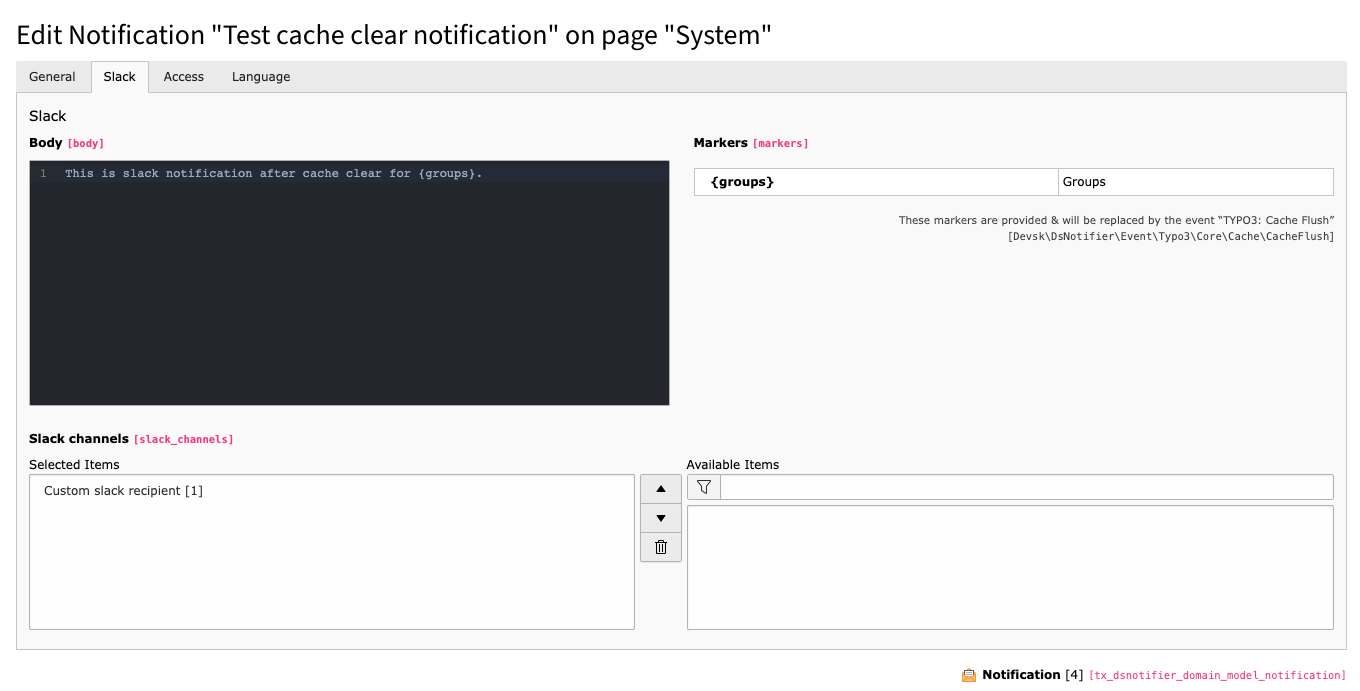 Edit Notification "Test cache clear notification" on page "System"
General Slack Access Language
Slack
Body [body]
1 This is slack notification after cache clear for {groups}.
Markers [markers]
{groups} Groups
These markers are provided & will be replaced by the event “TYPO3: Cache Flush”
[Devsk\DsNotifier\Event\Typo3\Core\Cache\CacheFlush]
Slack channels [slack_channels]
Selected Items
Custom slack recipient [1]
Available Items
Notification [4] [tx_dsnotifier_domain_model_notification]